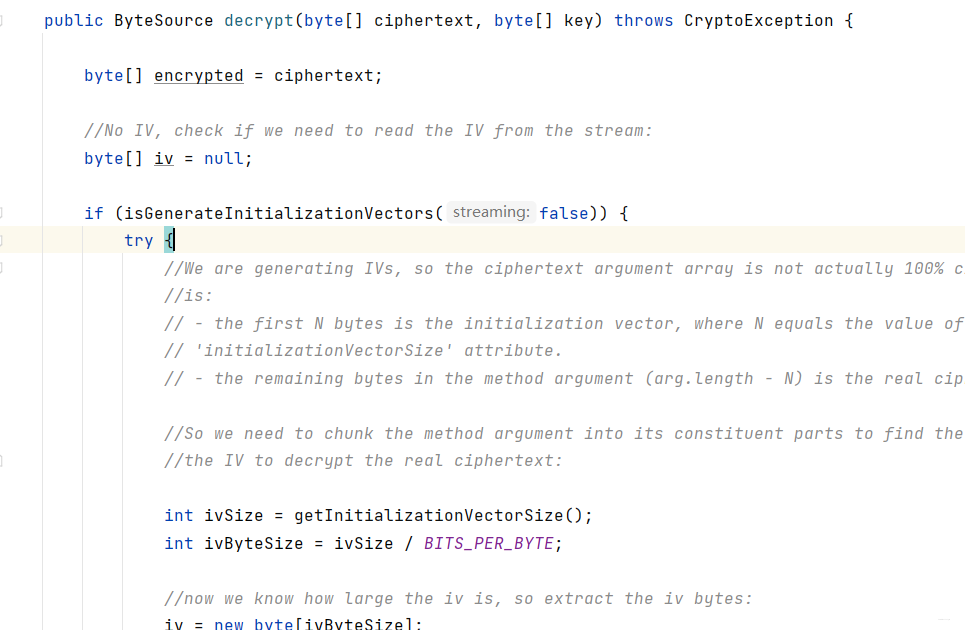 public ByteSource decrypt(byte[] ciphertext, byte[] key) throws CryptoException {
byte[] encrypted = ciphertext;
//No IV, check if we need to read the IV from the stream:
byte[] iv = null;
if (isGenerateInitializationVectors( streaming: false)) {
try {
//We are generating IVs, so the ciphertext argument array is not actually 100%
//is:
// - the first N bytes is the initialization vector, where N equals the value of
// 'initializationVectorSize' attribute.
// - the remaining bytes in the method argument (arg.length - N) is the real cip
//So we need to chunk the method argument into its constituent parts to find the
//the IV to decrypt the real ciphertext:
int ivSize = getInitializationVectorSize();
int ivByteSize = ivSize / BITS_PER_BYTE;
//now we know how large the iv is, so extract the iv bytes:
iv = new byte[ivByteSize];